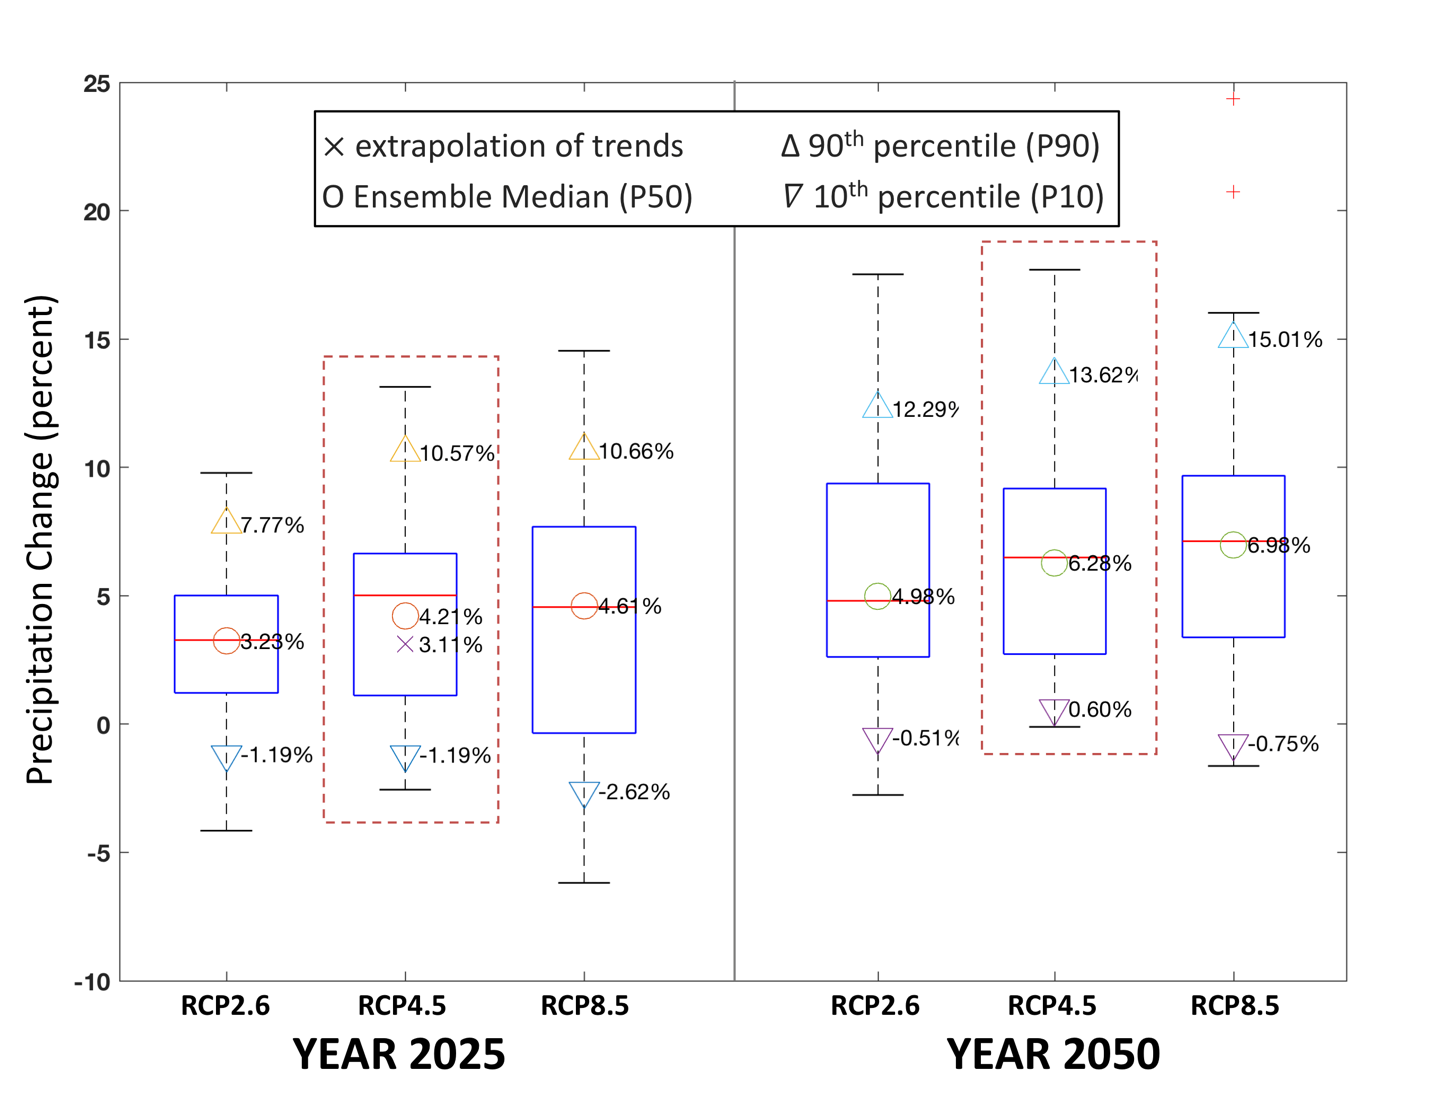 25
20
15
10
5
0
-5
-10
Precipitation Change (percent)
× extrapolation of trends
Δ 90th percentile (P90)
O Ensemble Median (P50)
∇ 10th percentile (P10)
7.77%
3.23%
-1.19%
10.57%
4.21%
3.11%
-1.19%
10.66%
4.61%
-2.62%
12.29%
4.98%
-0.51%
13.62%
6.28%
0.60%
15.01%
6.98%
-0.75%
RCP2.6
RCP4.5
RCP8.5
RCP2.6
RCP4.5
RCP8.5
YEAR 2025
YEAR 2050